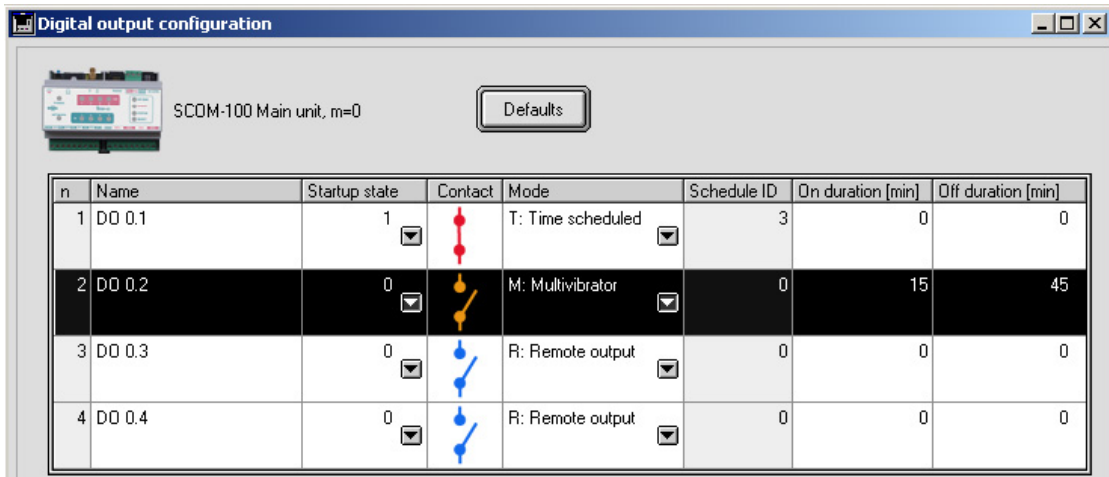 Digital output configuration
SCOM-100 Main unit, m=0 Defaults
n Name Startup state Contact Mode Schedule ID On duration [min] Off duration [min]
1 DO 0.1 1 T: Time scheduled 3 0 0
2 DO 0.2 0 M: Multivibrator 0 15 45
3 DO 0.3 0 R: Remote output 0 0 0
4 DO 0.4 0 R: Remote output 0 0 0